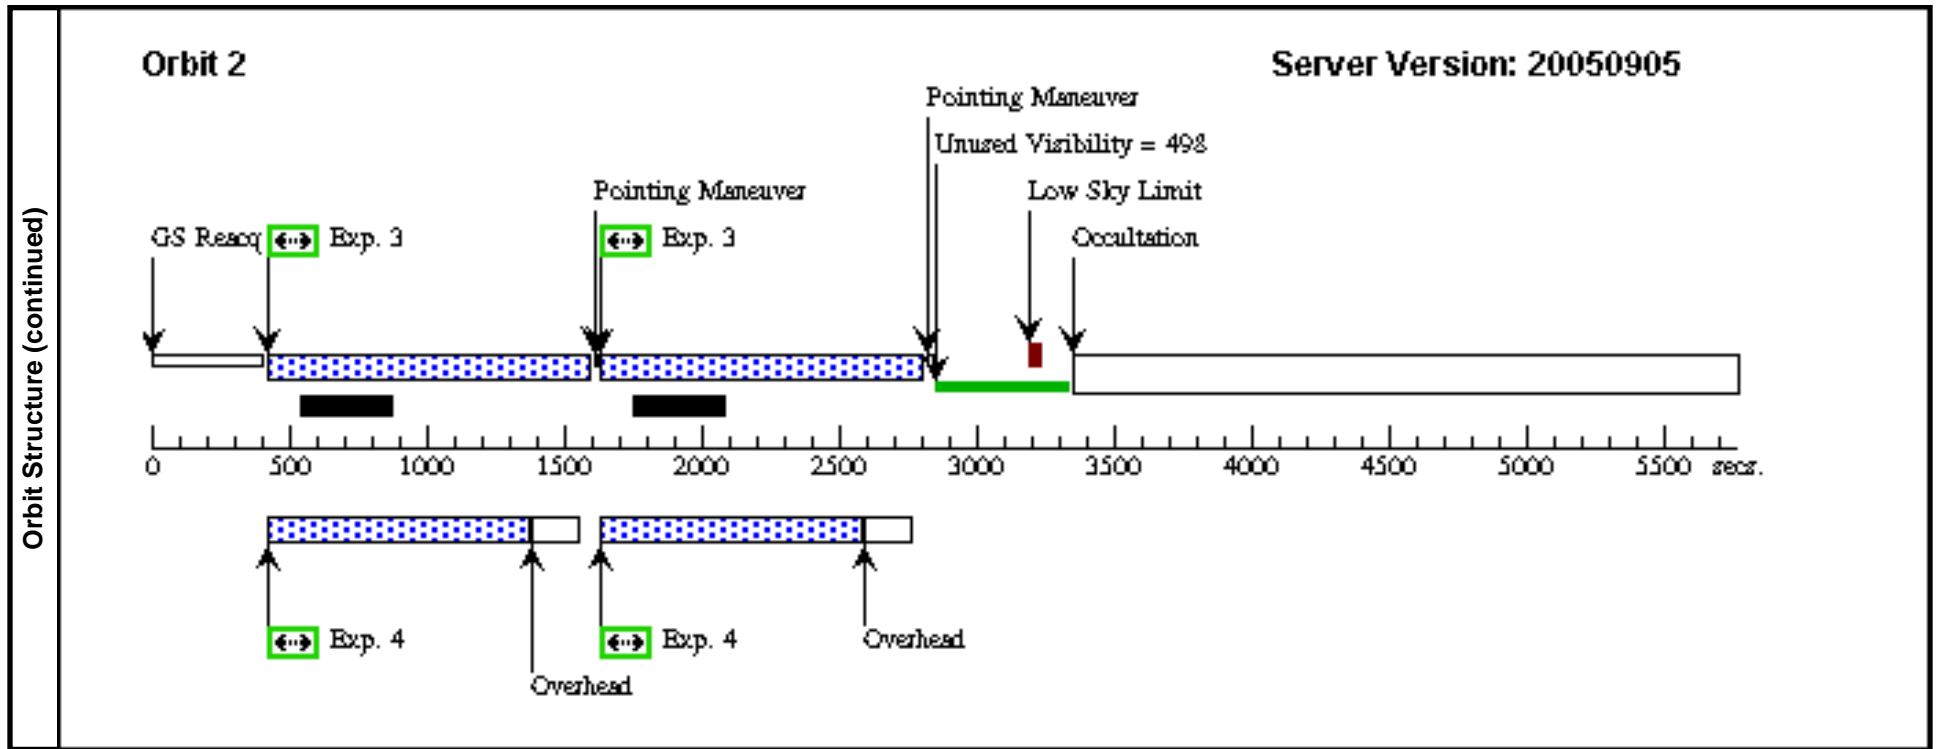 Orbit Structure (continued)
Orbit 2
Server Version: 20050905
Pointing Maneuver
Unused Visibility = 498
Pointing Maneuver
Low Sky Limit
GS Reacq
Exp. 3
Exp. 3
Occultation
0 500 1000 1500 2000 2500 3000 3500 4000 4500 5000 5500 secs.
Exp. 4
Exp. 4
Overhead
Overhead